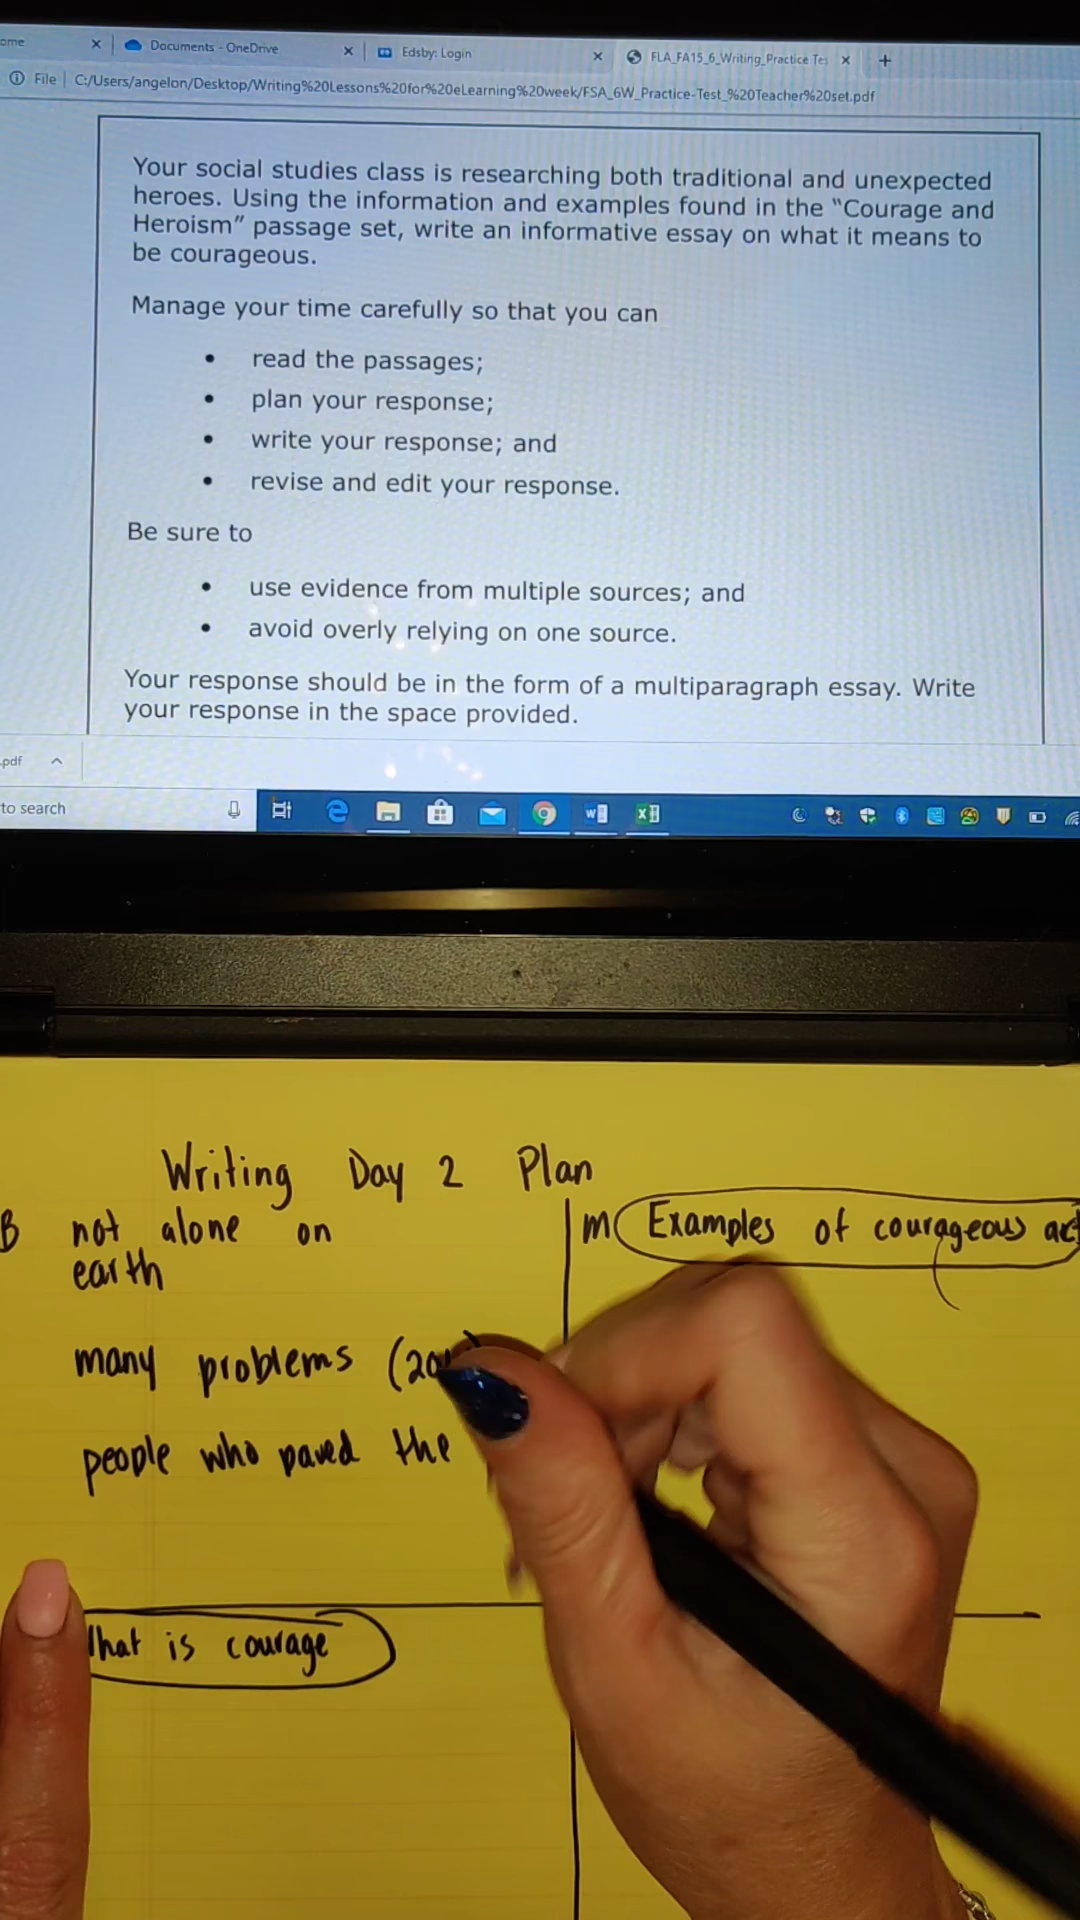 ome
Documents - OneDrive
Edsby: Login
FLA_FA15_6_Writing_Practice Tes
File
C:/Users/angelon/Desktop/Writing%20Lessons%20for%20eLearning%20week/FSA_6W_Practice-Test_%20Teacher%20set.pdf
Your social studies class is researching both traditional and unexpected
heroes. Using the information and examples found in the “Courage and
Heroism” passage set, write an informative essay on what it means to
be courageous.
Manage your time carefully so that you can
• read the passages;
• plan your response;
• write your response; and
• revise and edit your response.
Be sure to
• use evidence from multiple sources; and
• avoid overly relying on one source.
Your response should be in the form of a multiparagraph essay. Write
your response in the space provided.
.pdf
to search
Writing Day 2 Plan
B not alone on
earth
many problems
people who paved the
M Examples of courageous act
hat is courage